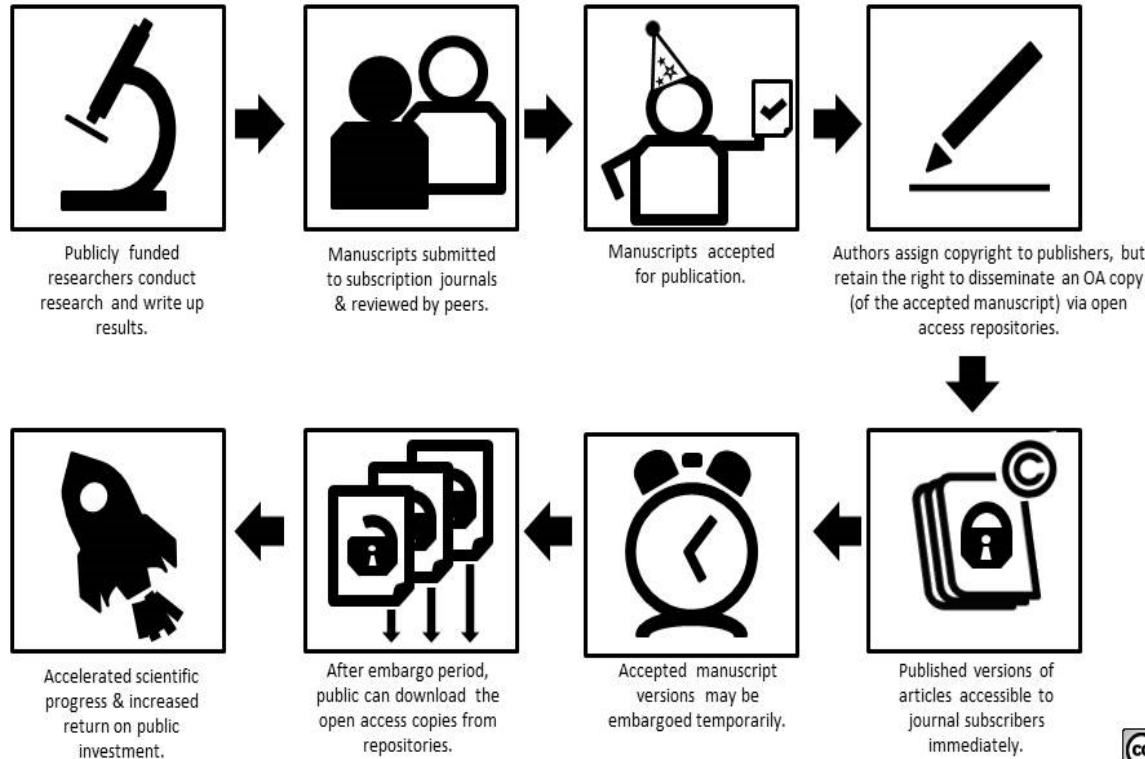 Publicly funded
researchers conduct
research and write up
results.
Manuscripts submitted
to subscription journals
& reviewed by peers.
Manuscripts accepted
for publication.
Authors assign copyright to publishers, but
retain the right to disseminate an OA copy
(of the accepted manuscript) via open
access repositories.
©
Published versions of
articles accessible to
journal subscribers
immediately.
Accepted manuscript
versions may be
embargoed temporarily.
After embargo period,
public can download the
open access copies from
repositories.
Accelerated scientific
progress & increased
return on public
investment.